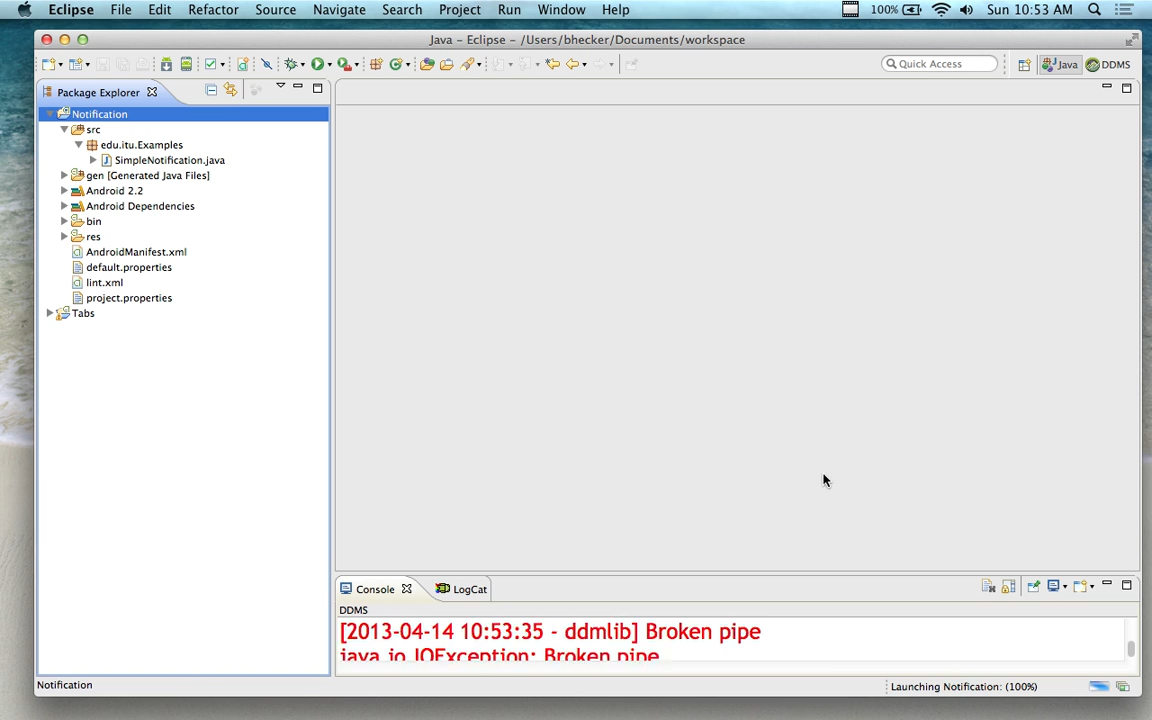 Eclipse File Edit Refactor Source Navigate Search Project Run Window Help 100% Sun 10:53 AM
Java - Eclipse - /Users/bhecker/Documents/workspace
Quick Access Java DDMS
Package Explorer
Notification
src
edu.itu.Examples
SimpleNotification.java
gen [Generated Java Files]
Android 2.2
Android Dependencies
bin
res
AndroidManifest.xml
default.properties
lint.xml
project.properties
Tabs
Console LogCat
DDMS
[2013-04-14 10:53:35 - ddmlib] Broken pipe
java.io.IOException: Broken pipe
Notification Launching Notification: (100%)